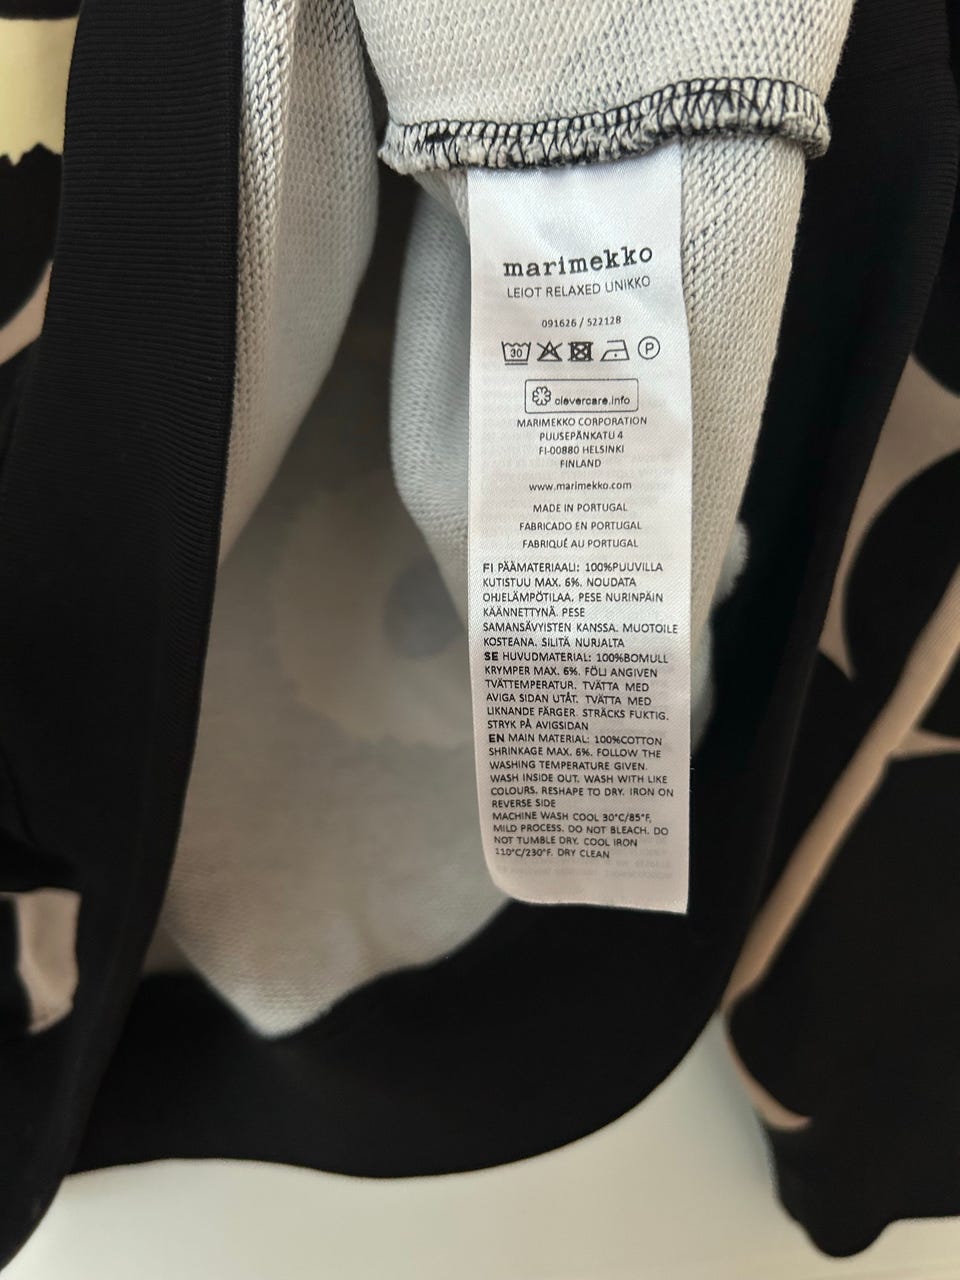 marimekko
LEIOT RELAXED UNIKKO
091626 / 522128
30
P
clevercare.info
MARIMEKKO CORPORATION
PUUSEPÄNKATU 4
FI-00880 HELSINKI
FINLAND
www.marimekko.com
MADE IN PORTUGAL
FABRICADO EN PORTUGAL
FABRIQUÉ AU PORTUGAL
FI PÄÄMATERIAALI: 100%PUUVILLA
KUTISTUU MAX. 6%. NOUDATA
OHJELÄMPÖTILAA. PESE NURINPÄIN
KÄÄNNETTYNÄ. PESE
SAMANSÄVYISTEN KANSSA. MUOTOILE
KOSTEANA. SILITÄ NURJALTA
SE HUVUDMATERIAL: 100%BOMULL
KRYMPER MAX. 6%. FÖLJ ANGIVEN
TVÄTTEMPERATUR. TVÄTTA MED
AVIGA SIDAN UTÅT. TVÄTTA MED
LIKNANDE FÄRGER. STRÄCKS FUKTIG.
STRYK PÅ AVIGSIDAN
EN MAIN MATERIAL: 100%COTTON
SHRINKAGE MAX. 6%. FOLLOW THE
WASHING TEMPERATURE GIVEN.
WASH INSIDE OUT. WASH WITH LIKE
COLOURS. RESHAPE TO DRY. IRON ON
REVERSE SIDE
MACHINE WASH COOL 30°C/85°F,
MILD PROCESS. DO NOT BLEACH. DO
NOT TUMBLE DRY. COOL IRON
110°C/230°F. DRY CLEAN